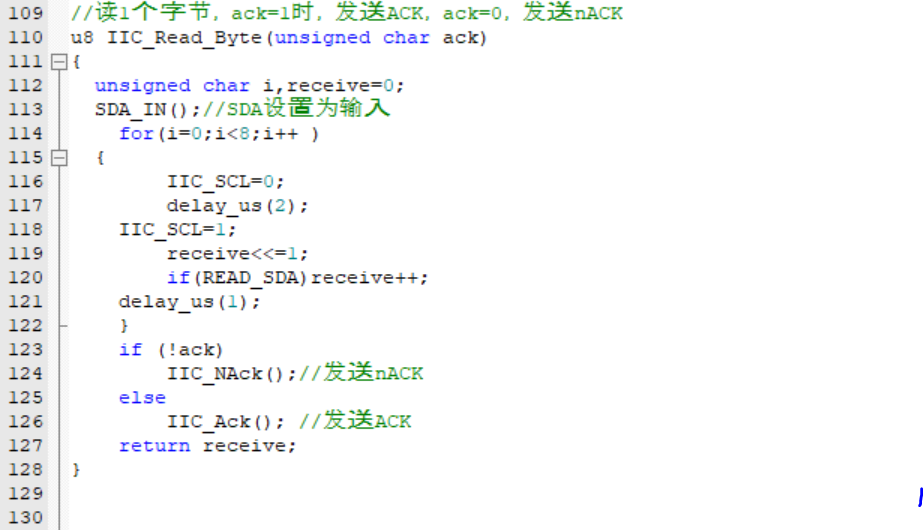 109 //读1个字节，ack=1时，发送ACK，ack=0，发送nACK
110 u8 IIC_Read_Byte(unsigned char ack)
111 {
112 unsigned char i,receive=0;
113 SDA_IN();//SDA设置为输入
114 for(i=0;i<8;i++ )
115 {
116 IIC_SCL=0;
117 delay_us(2);
118 IIC_SCL=1;
119 receive<<=1;
120 if(READ_SDA)receive++;
121 delay_us(1);
122 }
123 if (!ack)
124 IIC_NAck();//发送nACK
125 else
126 IIC_Ack(); //发送ACK
127 return receive;
128 }
129
130